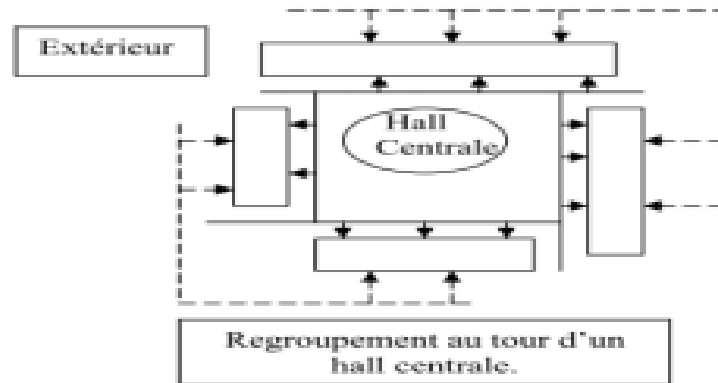 Extérieur
Hall
Centrale
Regroupement au tour d'un
hall centrale.